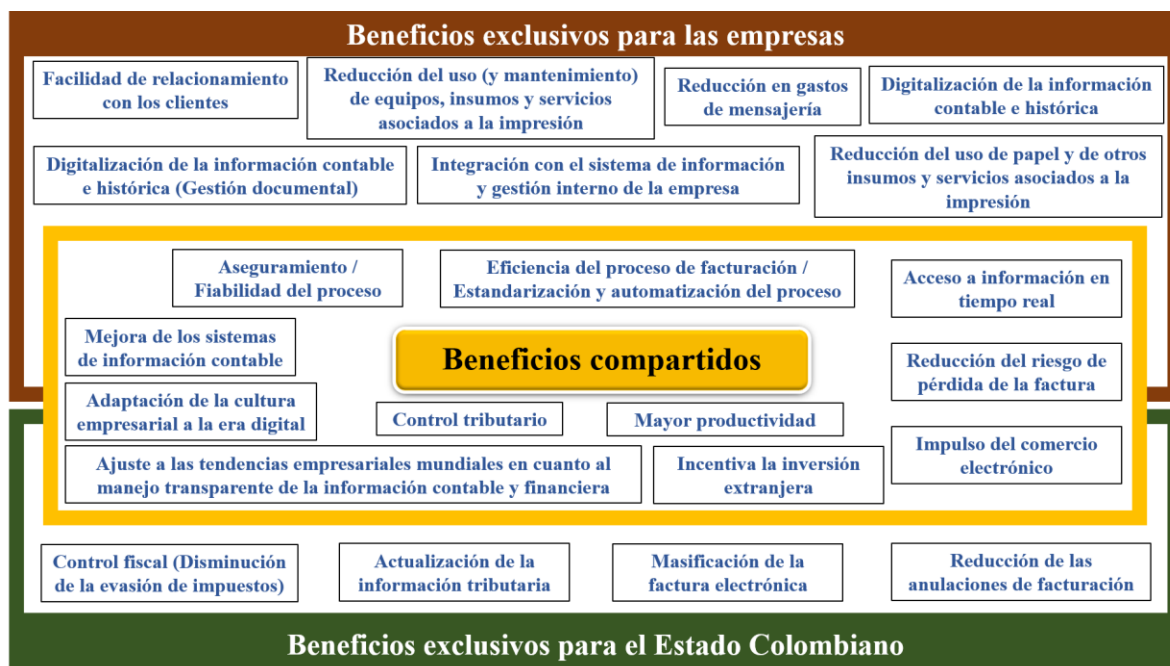 Beneficios exclusivos para las empresas
Facilidad de relacionamiento
con los clientes
Reducción del uso (y mantenimiento)
de equipos, insumos y servicios
asociados a la impresión
Reducción en gastos
de mensajería
Digitalización de la información
contable e histórica
Digitalización de la información contable
e histórica (Gestión documental)
Integración con el sistema de información
y gestión interno de la empresa
Reducción del uso de papel y de otros
insumos y servicios asociados a la
impresión
Aseguramiento /
Fiabilidad del proceso
Eficiencia del proceso de facturación /
Estandarización y automatización del proceso
Acceso a información en
tiempo real
Mejora de los sistemas
de información contable
Beneficios compartidos
Reducción del riesgo de
pérdida de la factura
Adaptación de la cultura
empresarial a la era digital
Control tributario
Mayor productividad
Impulso del comercio
electrónico
Ajuste a las tendencias empresariales mundiales en cuanto al
manejo transparente de la información contable y financiera
Incentiva la inversión
extranjera
Control fiscal (Disminución
de la evasión de impuestos)
Actualización de la
información tributaria
Masificación de la
factura electrónica
Reducción de las
anulaciones de facturación
Beneficios exclusivos para el Estado Colombiano